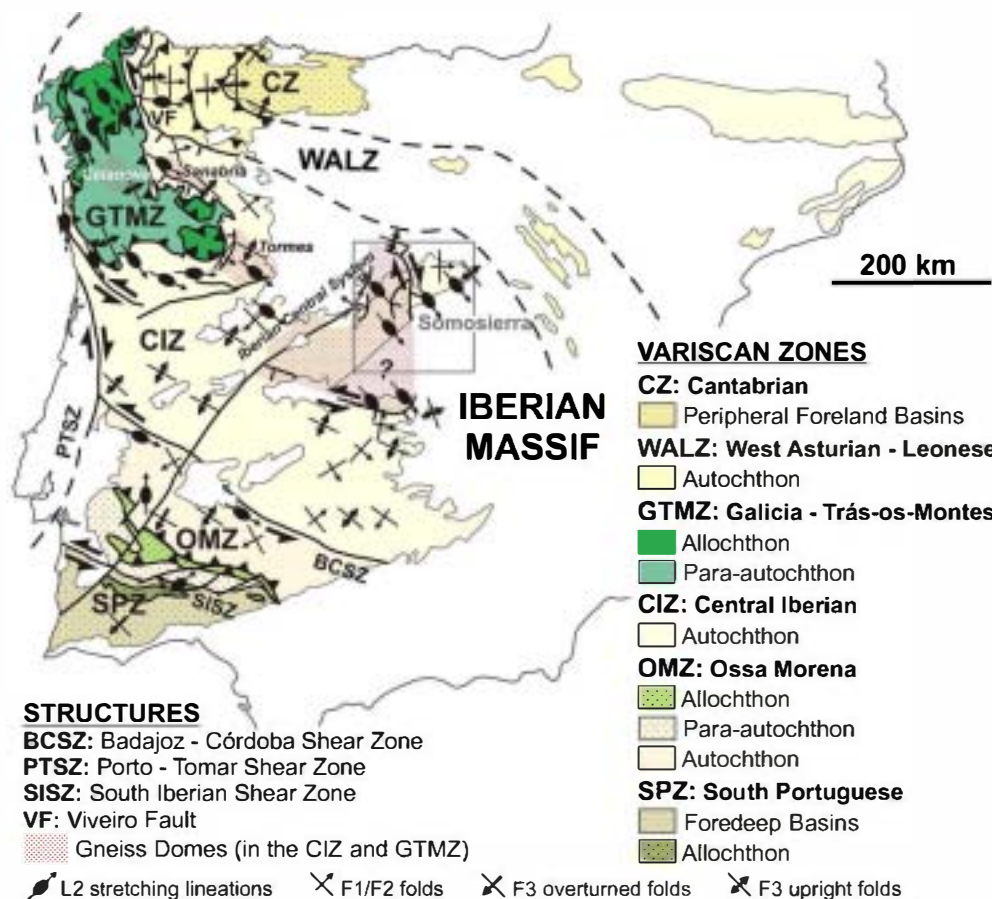 CZ
VF
WALZ
Sanabria
GTMZ
Tormes
Iberian Central System
Somosierra
CIZ
200 km
?
IBERIAN
MASSIF
PTSZ
OMZ
BCSZ
SPZ
SISZ
VARISCAN ZONES
CZ: Cantabrian
Peripheral Foreland Basins
WALZ: West Asturian - Leonese
Autochthon
GTMZ: Galicia - Trás-os-Montes
Allochthon
Para-autochthon
CIZ: Central Iberian
Autochthon
OMZ: Ossa Morena
Allochthon
Para-autochthon
Autochthon
SPZ: South Portuguese
Foredeep Basins
Allochthon
STRUCTURES
BCSZ: Badajoz - Córdoba Shear Zone
PTSZ: Porto - Tomar Shear Zone
SISZ: South Iberian Shear Zone
VF: Viveiro Fault
Gneiss Domes (in the CIZ and GTMZ)
L2 stretching lineations F1/F2 folds F3 overturned folds F3 upright folds